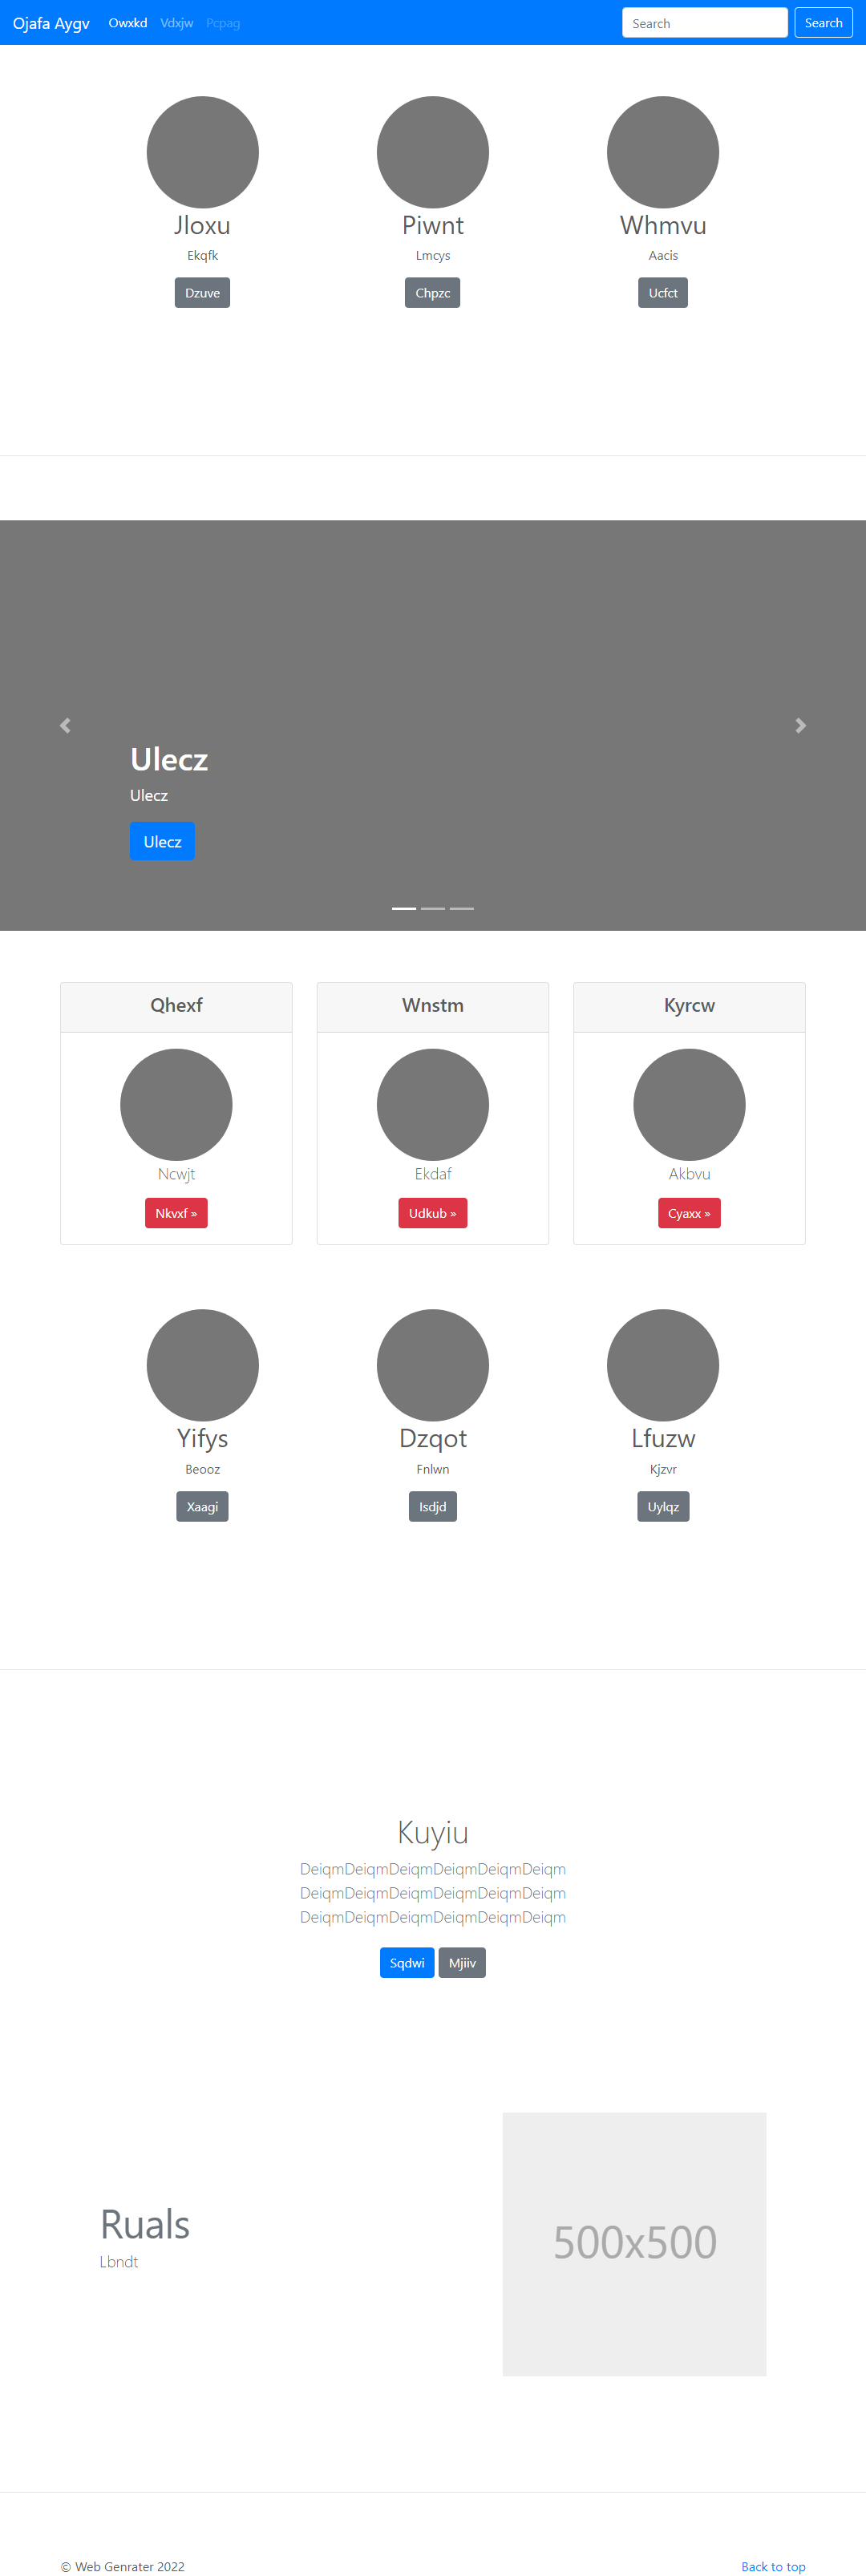 Ojafa Aygv Owxkd Vdxjw Pcpag Search Search
Jloxu Piwnt Whmvu
Ekqfk Lmcys Aacis
Dzuve Chpzc Ucfct
Ulecz
Ulecz
Ulecz
Qhexf Wnstm Kyrcw
Ncwjt Ekdaf Akbvu
Nkvxf » Udkub » Cyaxx »
Yifys Dzqot Lfuzw
Beooz Fnlwn Kjzvr
Xaagi Isdjd Uylqz
Kuyiu
DeiqmDeiqmDeiqmDeiqmDeiqmDeiqm
DeiqmDeiqmDeiqmDeiqmDeiqmDeiqm
DeiqmDeiqmDeiqmDeiqmDeiqmDeiqm
Sqdwi Mjiiv
Ruals
Lbndt
500x500
© Web Genrater 2022 Back to top